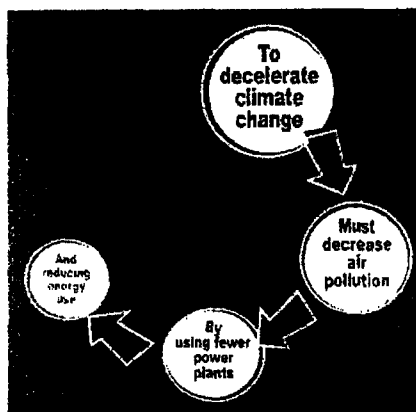 To
decelerate
climate
change
Must
decrease
air
pollution
By
using fewer
power
plants
And
reducing
energy
use